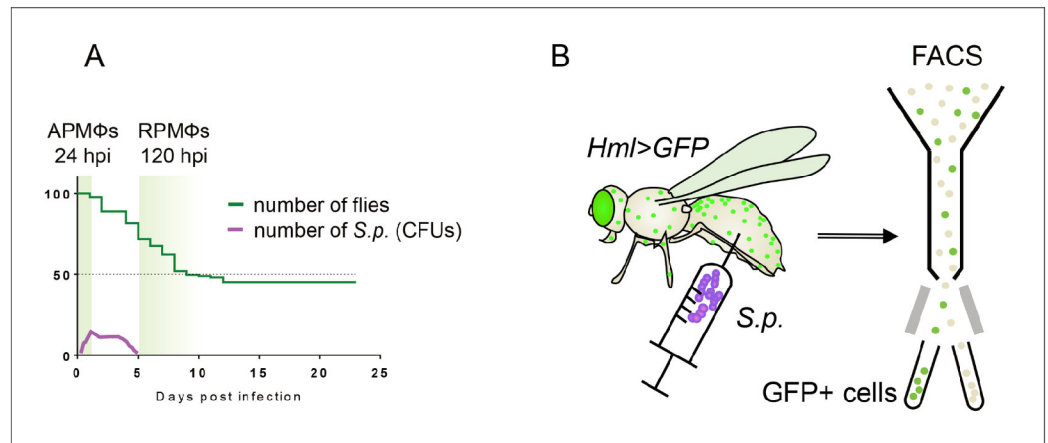 A
APMΦs
24 hpi
RPMΦs
120 hpi
100
50
0
0
5
10
15
20
25
Days post infection
number of flies
number of S.p. (CFUs)
B
Hml>GFP
S.p.
FACS
GFP+ cells